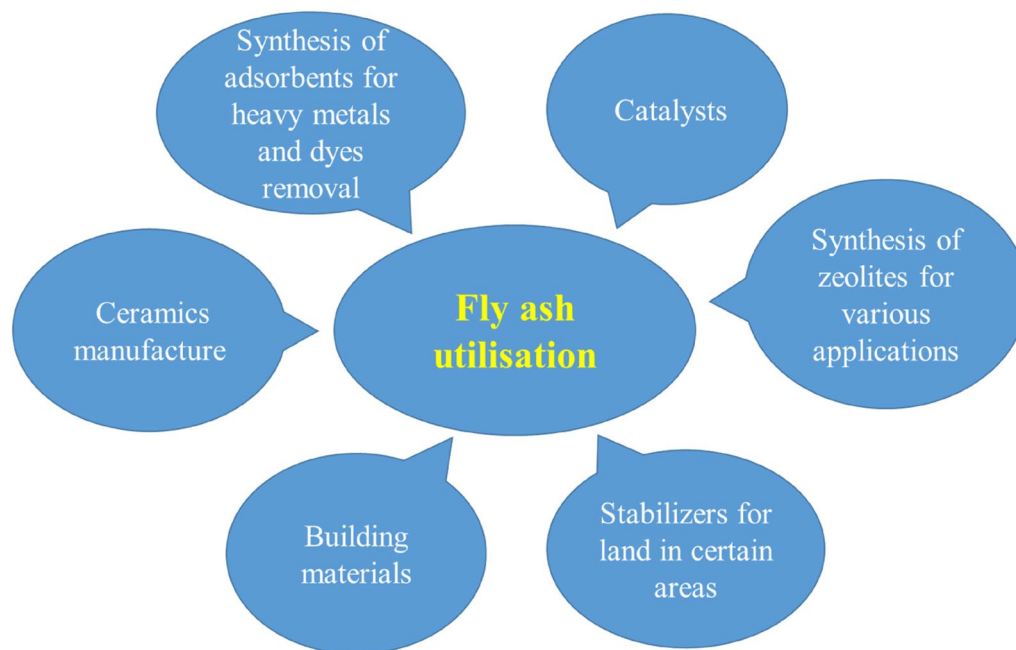 Synthesis of
adsorbents for
heavy metals
and dyes
removal
Catalysts
Synthesis of
zeolites for
various
applications
Ceramics
manufacture
Fly ash
utilisation
Building
materials
Stabilizers for
land in certain
areas